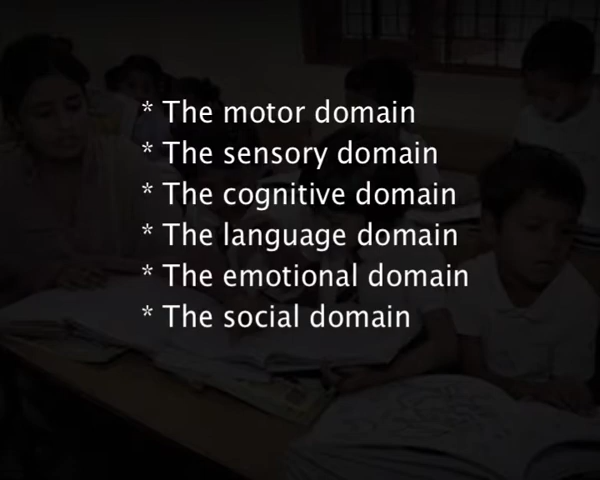 * The motor domain
* The sensory domain
* The cognitive domain
* The language domain
* The emotional domain
* The social domain